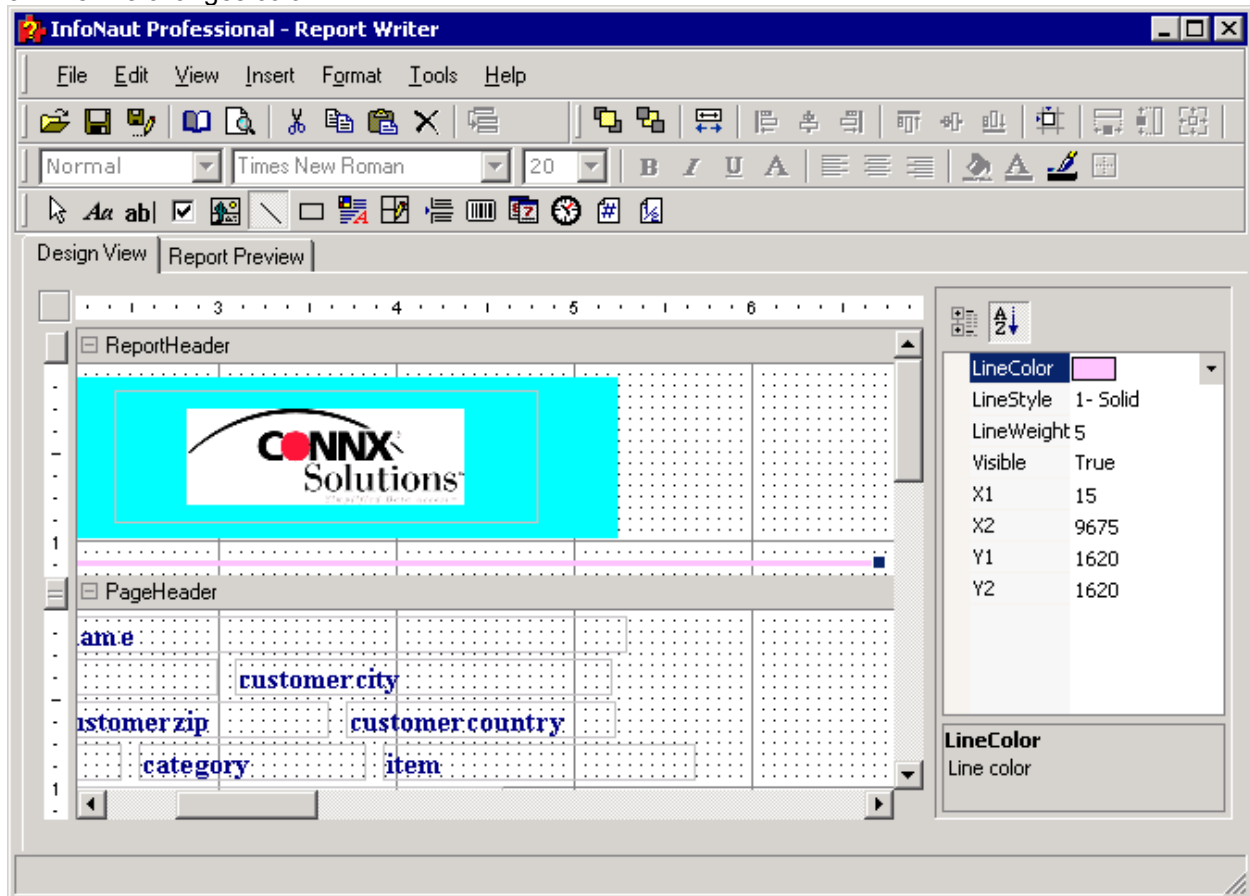 InfoNaut Professional - Report Writer
File Edit View Insert Format Tools Help
Normal Times New Roman 20 B I U A A
Aa ab|
Design View Report Preview
3 4 5 6
ReportHeader
CONNX
Solutions
1
PageHeader
ame
customer city
ustomer zip customer country
category item
1
LineColor
LineStyle 1- Solid
LineWeight 5
Visible True
X1 15
X2 9675
Y1 1620
Y2 1620
LineColor
Line color